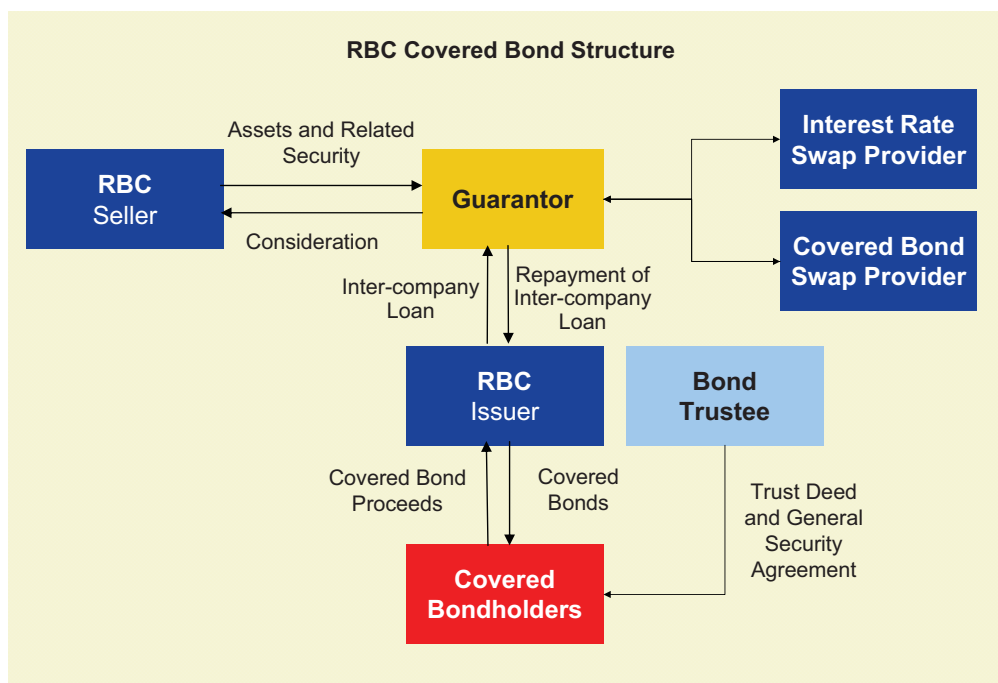 RBC Covered Bond Structure
Assets and Related
Security
RBC
Seller
Consideration
Guarantor
Interest Rate
Swap Provider
Covered Bond
Swap Provider
Inter-company
Loan
Repayment of
Inter-company
Loan
RBC
Issuer
Bond
Trustee
Covered Bond
Proceeds
Covered
Bonds
Trust Deed
and General
Security
Agreement
Covered
Bondholders